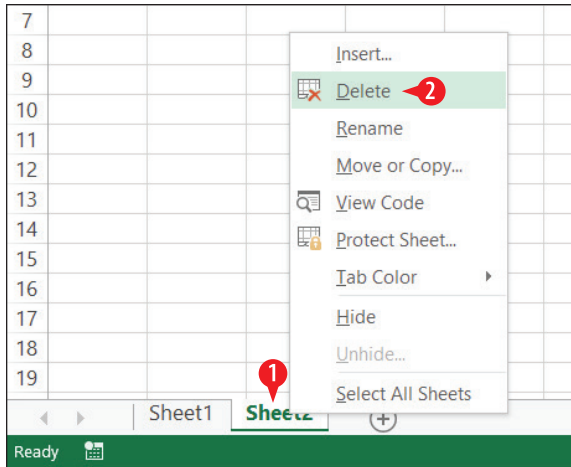 7
8
Insert...
9
Delete 2
10
11
Rename
12
Move or Copy...
13
View Code
14
Protect Sheet...
15
Tab Color
16
17
Hide
18
Unhide...
19
1
Select All Sheets
Sheet1 Sheet2
Ready